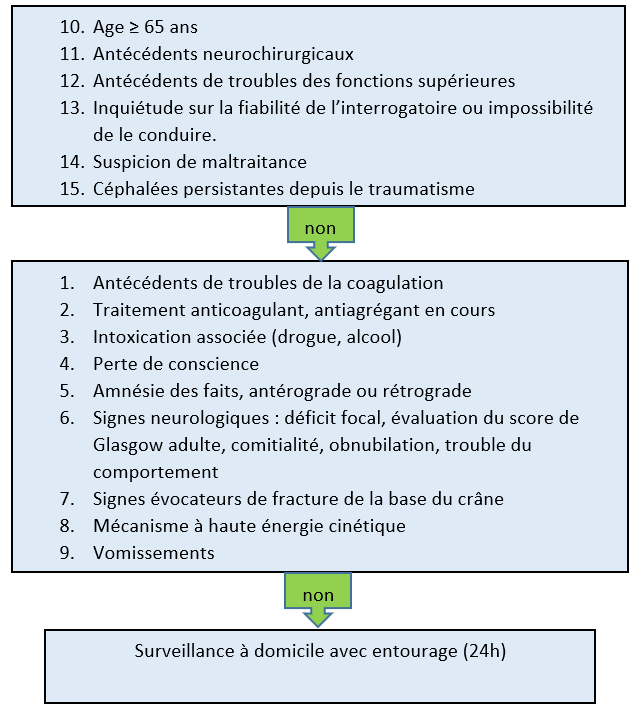 10. Age ≥ 65 ans
11. Antécédents neurochirurgicaux
12. Antécédents de troubles des fonctions supérieures
13. Inquiétude sur la fiabilité de l’interrogatoire ou impossibilité
de le conduire.
14. Suspicion de maltraitance
15. Céphalées persistantes depuis le traumatisme
non
1. Antécédents de troubles de la coagulation
2. Traitement anticoagulant, antiagrégant en cours
3. Intoxication associée (drogue, alcool)
4. Perte de conscience
5. Amnésie des faits, antérograde ou rétrograde
6. Signes neurologiques : déficit focal, évaluation du score de
Glasgow adulte, comitialité, obnubilation, trouble du
comportement
7. Signes évocateurs de fracture de la base du crâne
8. Mécanisme à haute énergie cinétique
9. Vomissements
non
Surveillance à domicile avec entourage (24h)